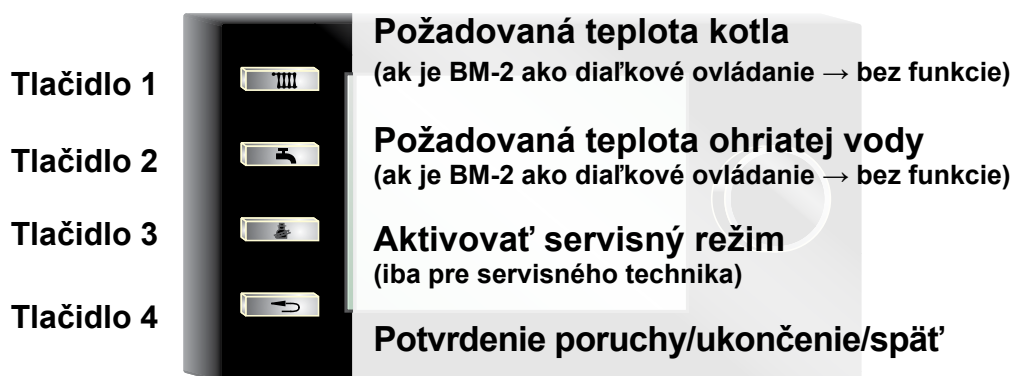 Požadovaná teplota kotla
Tlačidlo 1
(ak je BM-2 ako diaľkové ovládanie → bez funkcie)
Požadovaná teplota ohriatej vody
Tlačidlo 2
(ak je BM-2 ako diaľkové ovládanie → bez funkcie)
Tlačidlo 3
Aktivovať servisný režim
(iba pre servisného technika)
Tlačidlo 4
Potvrdenie poruchy/ukončenie/späť